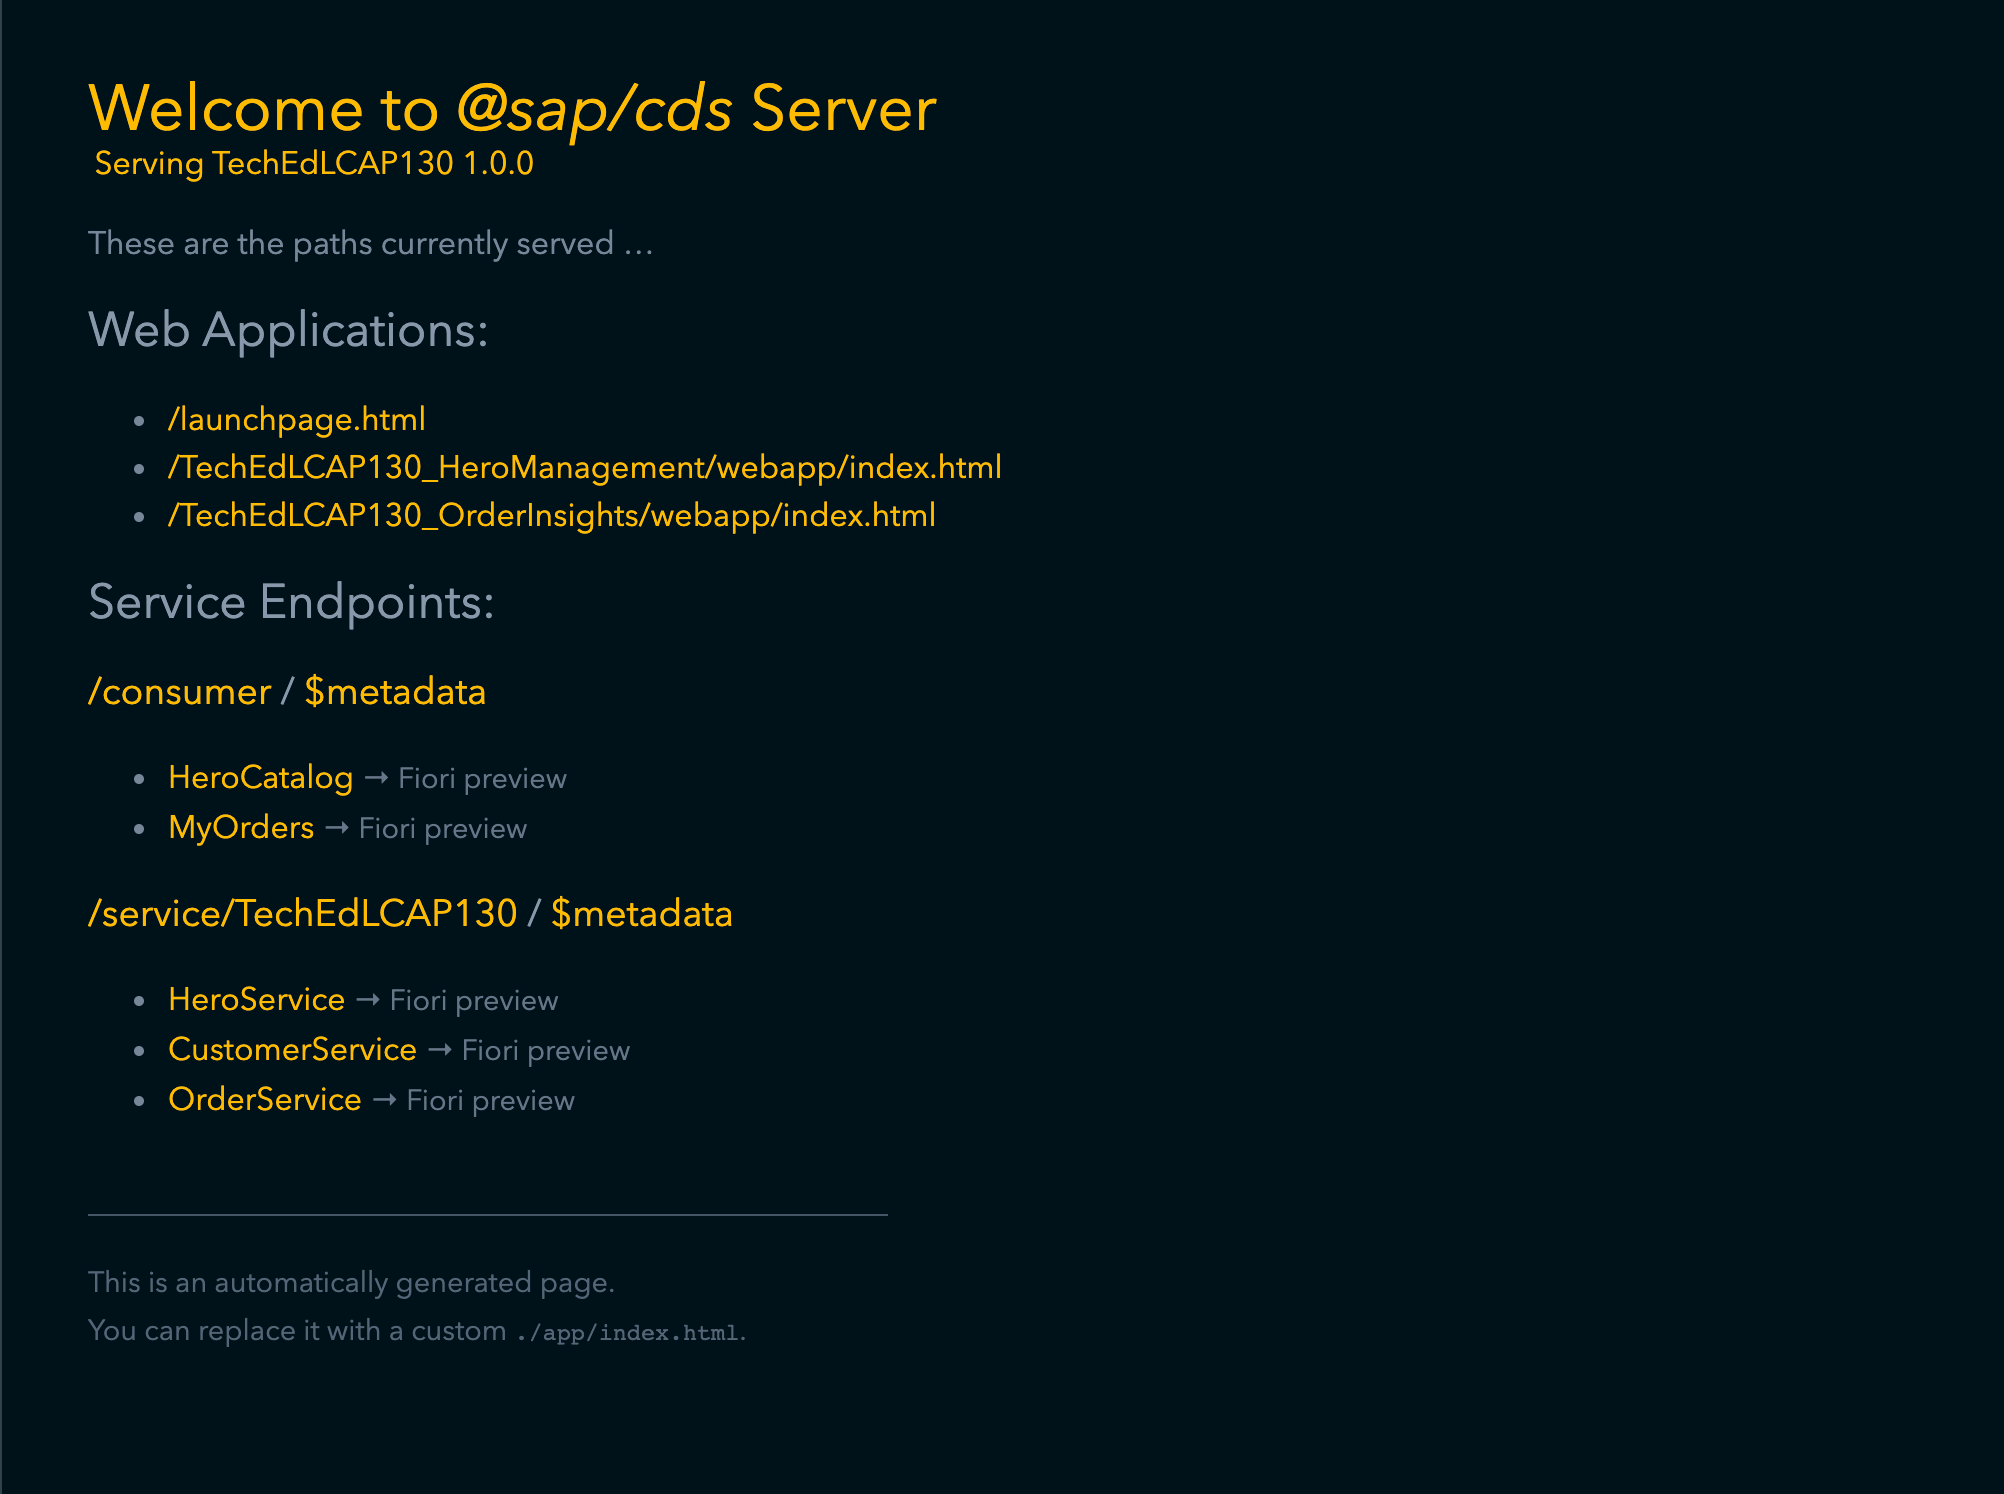 Welcome to @sap/cds Server
Serving TechEdLCAP130 1.0.0
These are the paths currently served …
Web Applications:
/launchpage.html
/TechEdLCAP130_HeroManagement/webapp/index.html
/TechEdLCAP130_OrderInsights/webapp/index.html
Service Endpoints:
/consumer / $metadata
HeroCatalog → Fiori preview
MyOrders → Fiori preview
/service/TechEdLCAP130 / $metadata
HeroService → Fiori preview
CustomerService → Fiori preview
OrderService → Fiori preview
This is an automatically generated page.
You can replace it with a custom ./app/index.html.